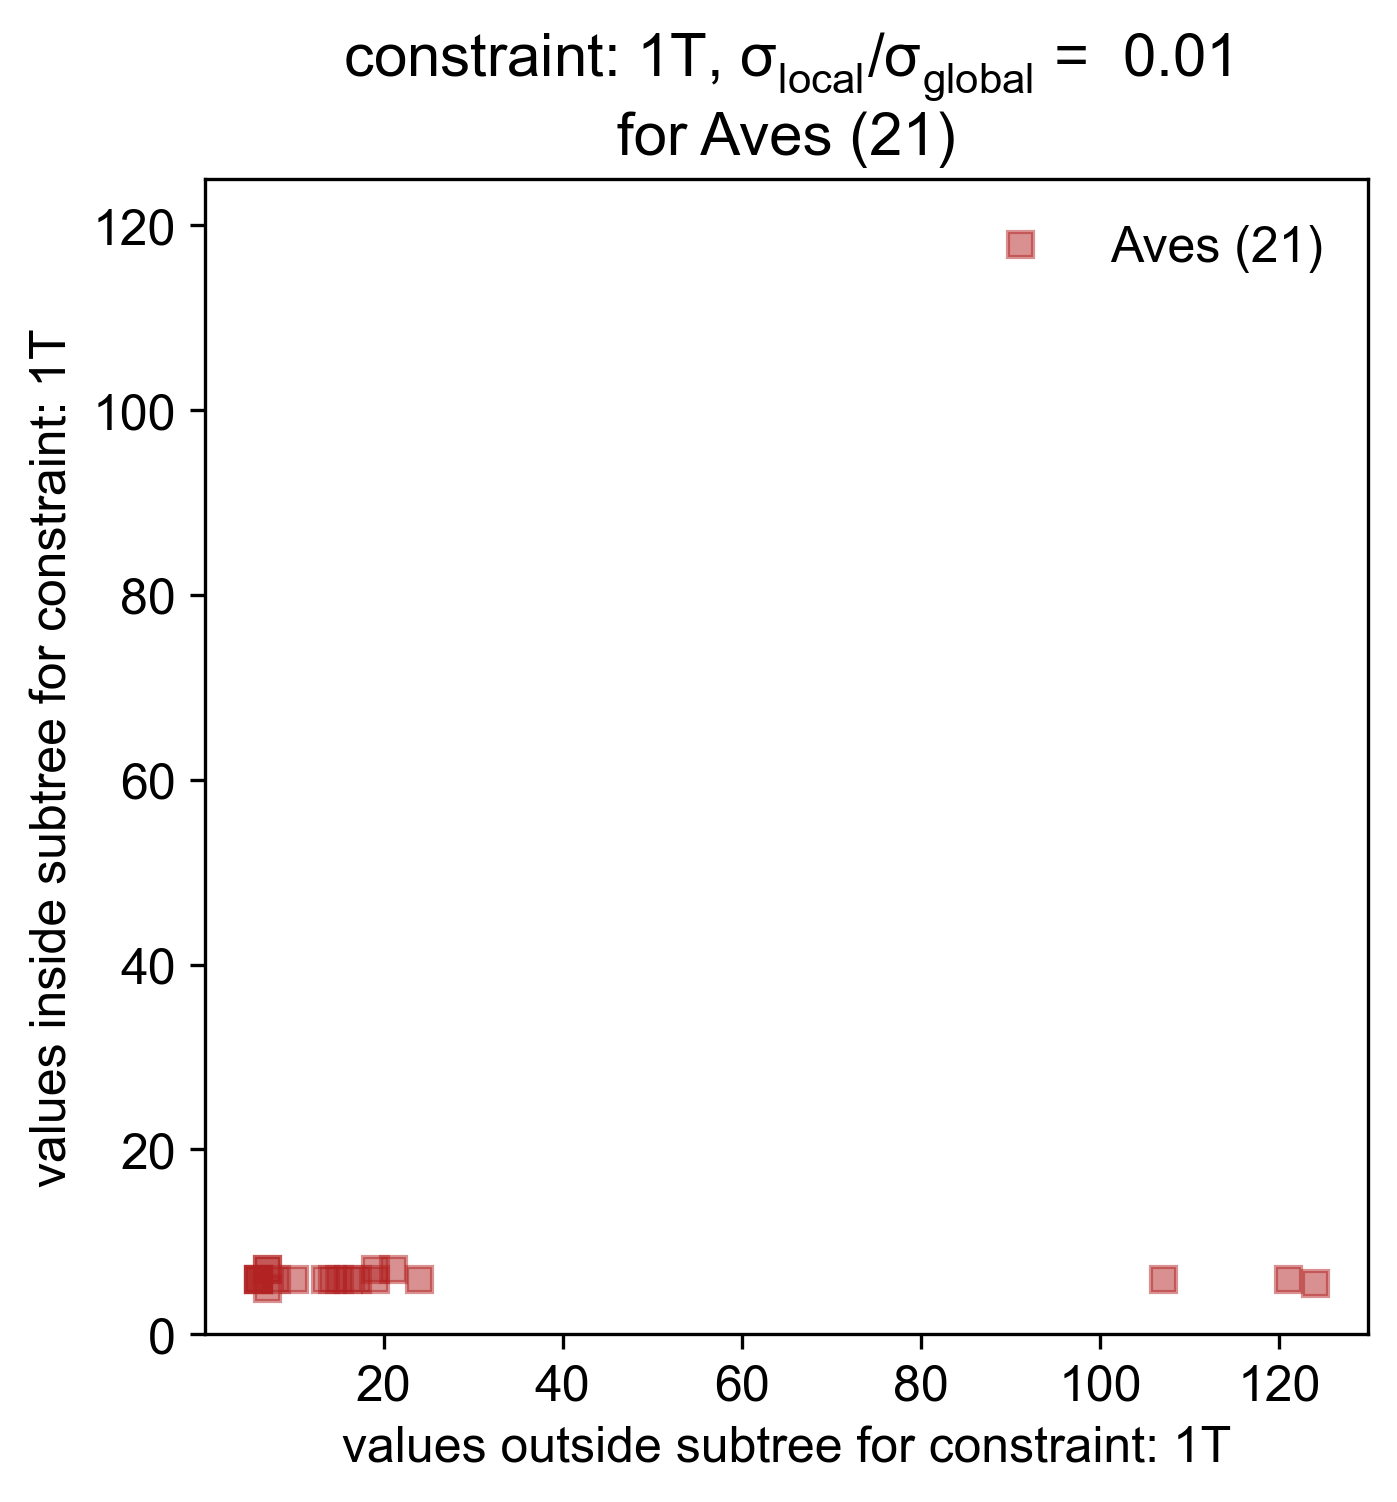 constraint: 1T, σlocal/σglobal = 0.01
for Aves (21)
Aves (21)
values inside subtree for constraint: 1T
120
100
80
60
40
20
0
20 40 60 80 100 120
values outside subtree for constraint: 1T